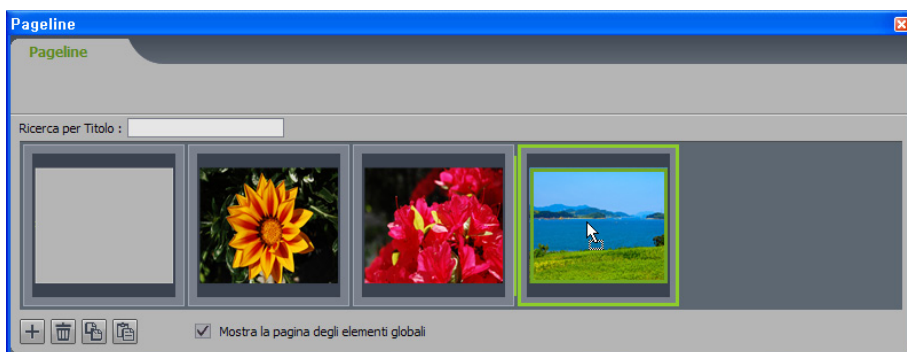 Pageline
Pageline
Ricerca per Titolo :
Mostra la pagina degli elementi globali